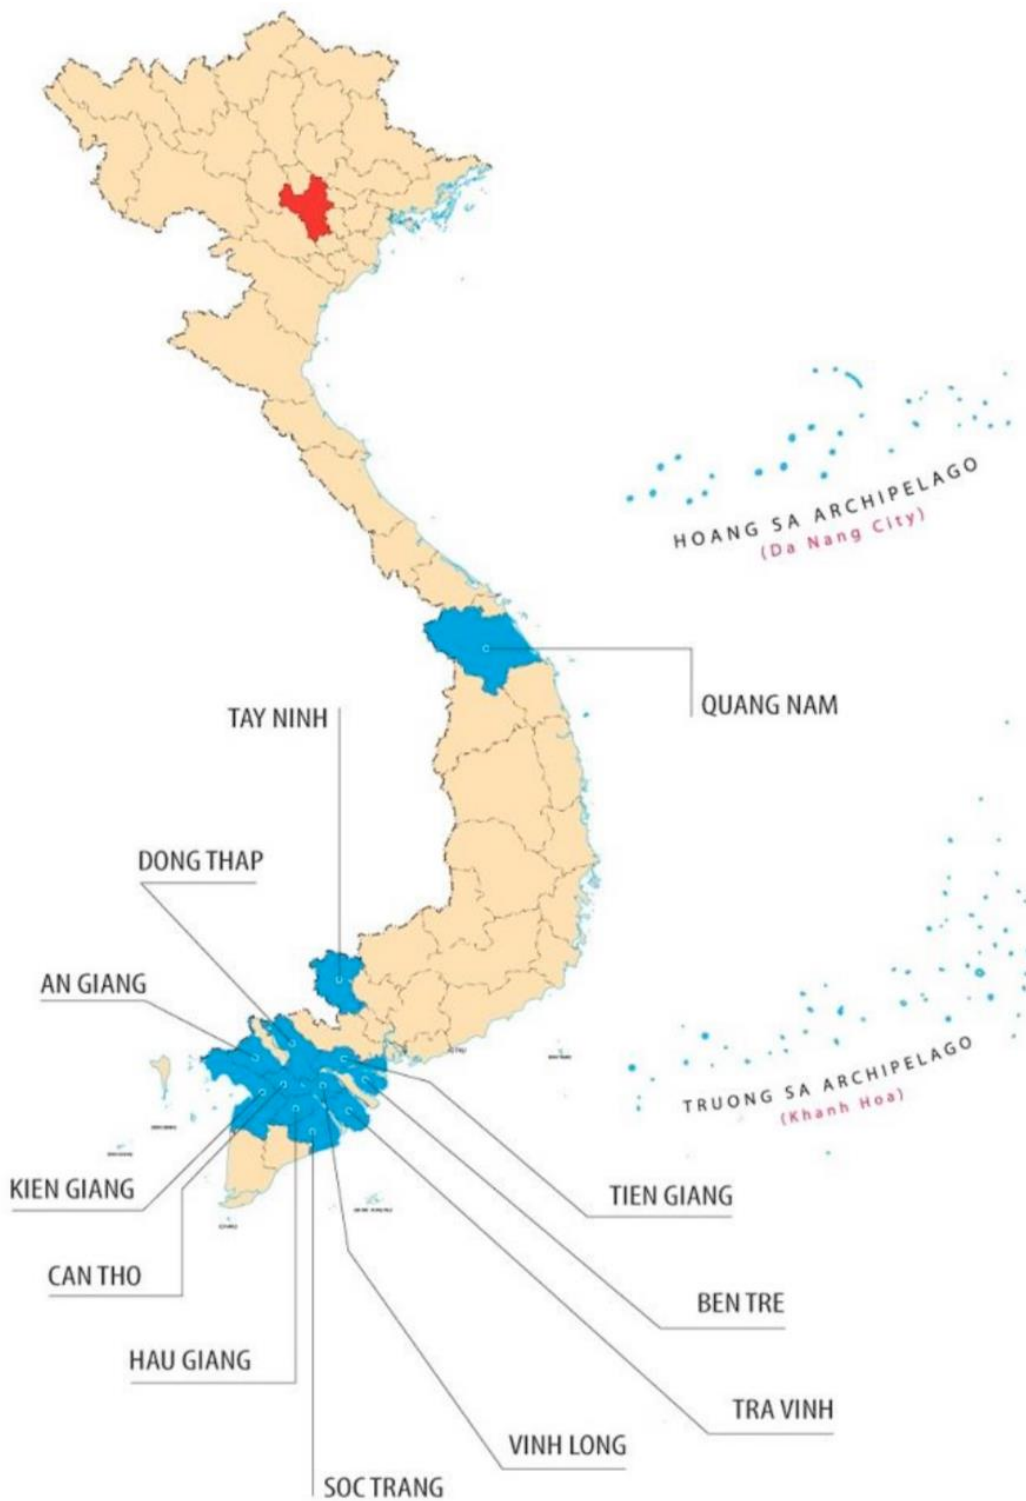 HOANG SA ARCHIPELAGO
(Da Nang City)
QUANG NAM
TAY NINH
DONG THAP
AN GIANG
TRUONG SA ARCHIPELAGO
(Khanh Hoa)
KIEN GIANG
TIEN GIANG
CAN THO
BEN TRE
HAU GIANG
TRA VINH
VINH LONG
SOC TRANG